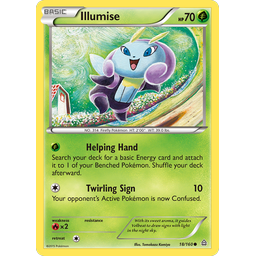 BASIC
Illumise
HP70
NO. 314 Firefly Pokémon HT: 2'00" WT: 39.0 lbs.
Helping Hand
Search your deck for a basic Energy card and attach
it to 1 of your Benched Pokémon. Shuffle your deck
afterward.
Twirling Sign 10
Your opponent's Active Pokémon is now Confused.
weakness resistance
×2
retreat
With its sweet aroma, it guides
Volbeat to draw signs with light
in the night sky.
Illus. Tomokazu Komiya
18/160
©2015 Pokémon